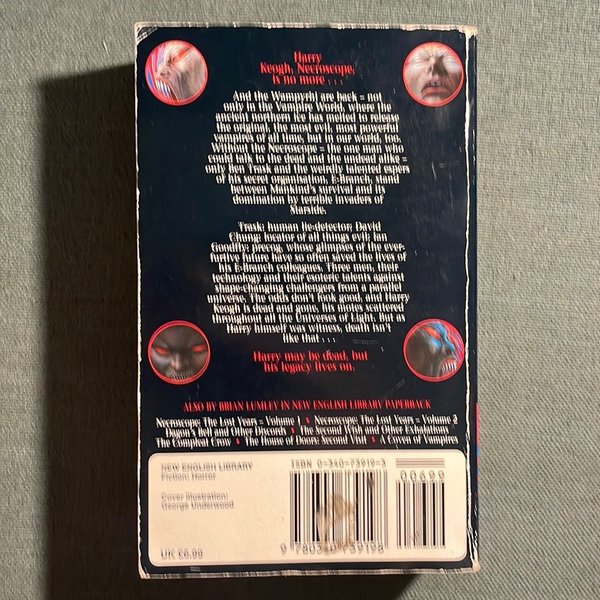 Harry
Keogh, Necroscope,
is no more . . .
And the Wamphyri are back – not
only in the Vampire World, where the
ancient northern ice has melted to release
the original, the most evil, most powerful
vampires of all time, but in our world, too.
Without the Necroscope – the one man who
could talk to the dead and the undead alike –
only Ben Trask and the weirdly talented espers
of his secret organisation, E-Branch, stand
between Mankind's survival and its
domination by terrible invaders of
Starside.
Trask: human lie-detector; David
Chung: locator of all things evil; Ian
Goodly: precog, whose glimpses of the ever-
furtive future have so often saved the lives of
his E-Branch colleagues. Three men, their
technology and their esoteric talents against
shape-changing challengers from a parallel
universe. The odds don't look good, and Harry
Keogh is dead and gone, his motes scattered
throughout all the Universes of Light. But as
Harry himself was witness, death isn't
like that . . .
Harry may be dead, but
his legacy lives on.
ALSO BY BRIAN LUMLEY IN NEW ENGLISH LIBRARY PAPERBACK
Necroscope: The Lost Years – Volume 1 • Necroscope: The Lost Years – Volume 2
Dagon's Bell and Other Discords • The Second Wish and Other Exhalations
The Compleat Crow • The House of Doors: Second Visit • A Coven of Vampires
NEW ENGLISH LIBRARY
Fiction: Horror
Cover illustration:
George Underwood
UK £6.99
ISBN 0-340-73919-3
00699
9 780340 739198